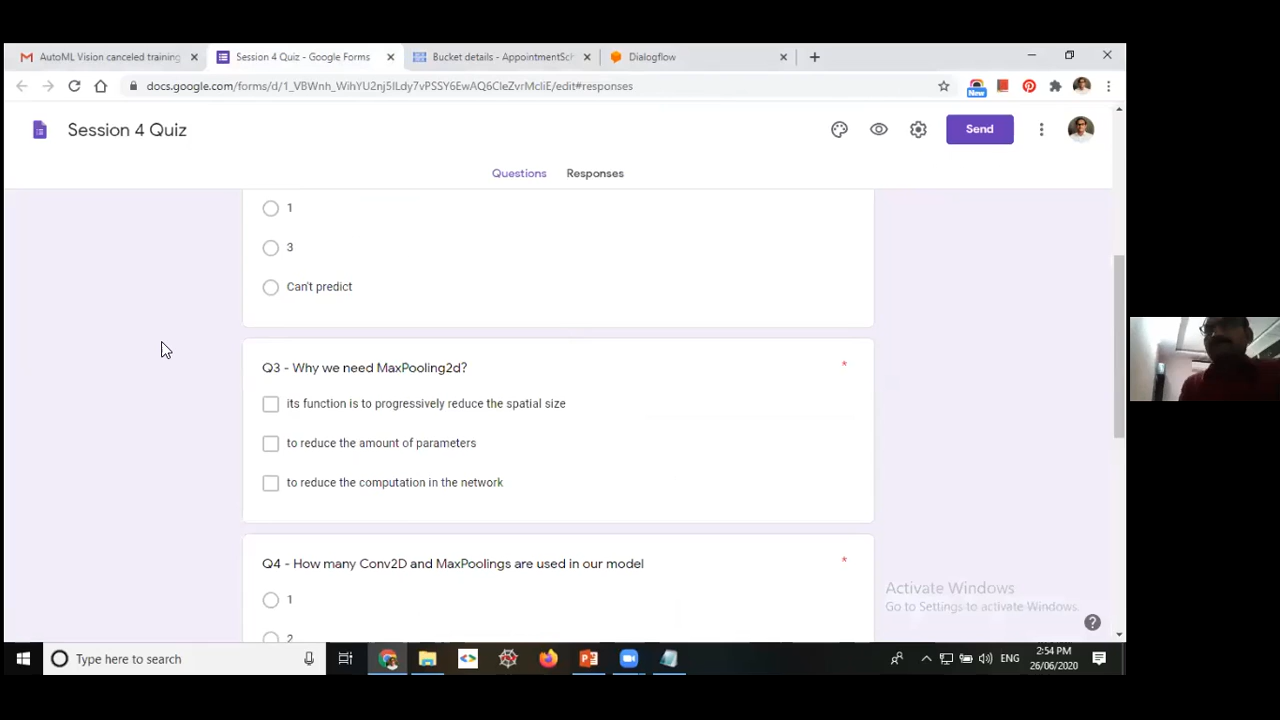 AutoML Vision canceled training
Session 4 Quiz - Google Forms
Bucket details - AppointmentSch
Dialogflow
docs.google.com/forms/d/1_VBWnh_WihYU2nj5ILdy7vPSSY6EwAQ6CleZvrMcliE/edit#responses
New
Session 4 Quiz
Send
Questions
Responses
1
3
Can't predict
Q3 - Why we need MaxPooling2d?
*
its function is to progressively reduce the spatial size
to reduce the amount of parameters
to reduce the computation in the network
Q4 - How many Conv2D and MaxPoolings are used in our model
*
1
2
Activate Windows
Go to Settings to activate Windows.
Type here to search
ENG
2:54 PM
26/06/2020